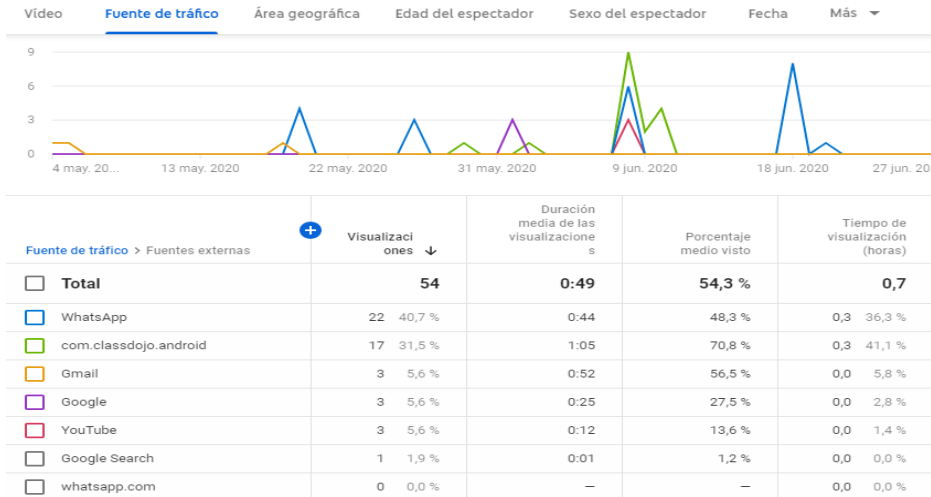 Vídeo Fuente de tráfico Área geográfica Edad del espectador Sexo del espectador Fecha Más
9
6
3
0
4 may. 20... 13 may. 2020 22 may. 2020 31 may. 2020 9 jun. 2020 18 jun. 2020 27 jun. 20
Fuente de tráfico > Fuentes externas
Visualizaci
ones
Duración
media de las
visualizacione
s
Porcentaje
medio visto
Tiempo de
visualización
(horas)
Total 54 0:49 54,3 % 0,7
WhatsApp 22 40,7 % 0:44 48,3 % 0,3 36,3 %
com.classdojo.android 17 31,5 % 1:05 70,8 % 0,3 41,1 %
Gmail 3 5,6 % 0:52 56,5 % 0,0 5,8 %
Google 3 5,6 % 0:25 27,5 % 0,0 2,8 %
YouTube 3 5,6 % 0:12 13,6 % 0,0 1,4 %
Google Search 1 1,9 % 0:01 1,2 % 0,0 0,0 %
whatsapp.com 0 0,0 % – – 0,0 0,0 %